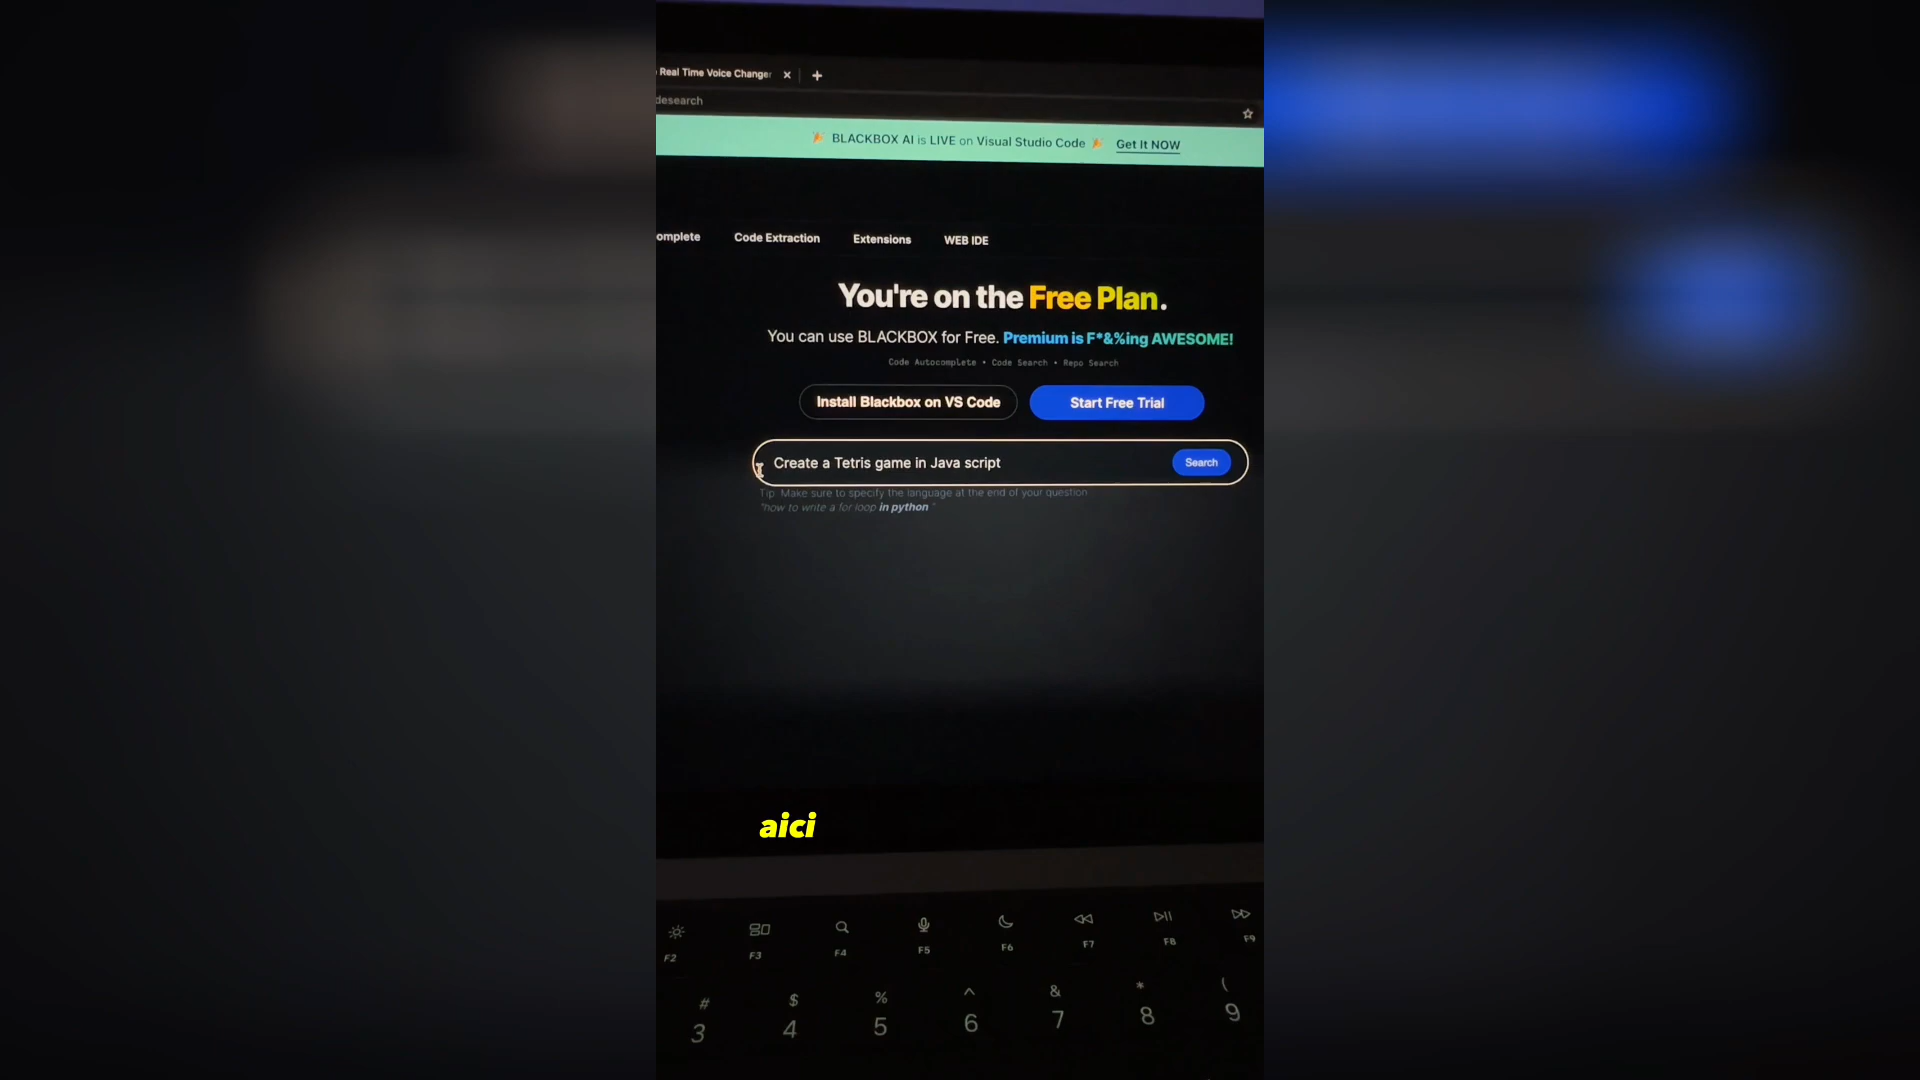 Real Time Voice Changer
desearch
BLACKBOX AI is LIVE on Visual Studio Code Get It NOW
omplete Code Extraction Extensions WEB IDE
You're on the Free Plan.
You can use BLACKBOX for Free. Premium is F*&%ing AWESOME!
Code Autocomplete • Code Search • Repo Search
Install Blackbox on VS Code Start Free Trial
Create a Tetris game in Java script Search
Tip Make sure to specify the language at the end of your question
"how to write a for loop in python "
aici
F2 F3 F4 F5 F6 F7 F8 F9
# $ % ^ & * (
3 4 5 6 7 8 9